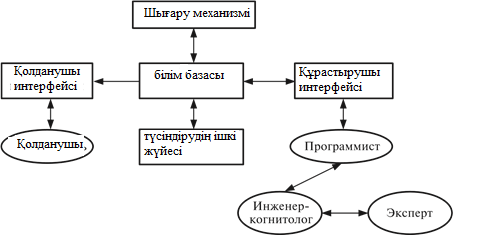 Шығару механизмі
Қолданушы
интерфейсі
білім базасы
Құрастырушы
интерфейсі
Қолданушы,
түсіндірудің ішкі
жүйесі
Программист
Инженер-
когнитолог
Эксперт